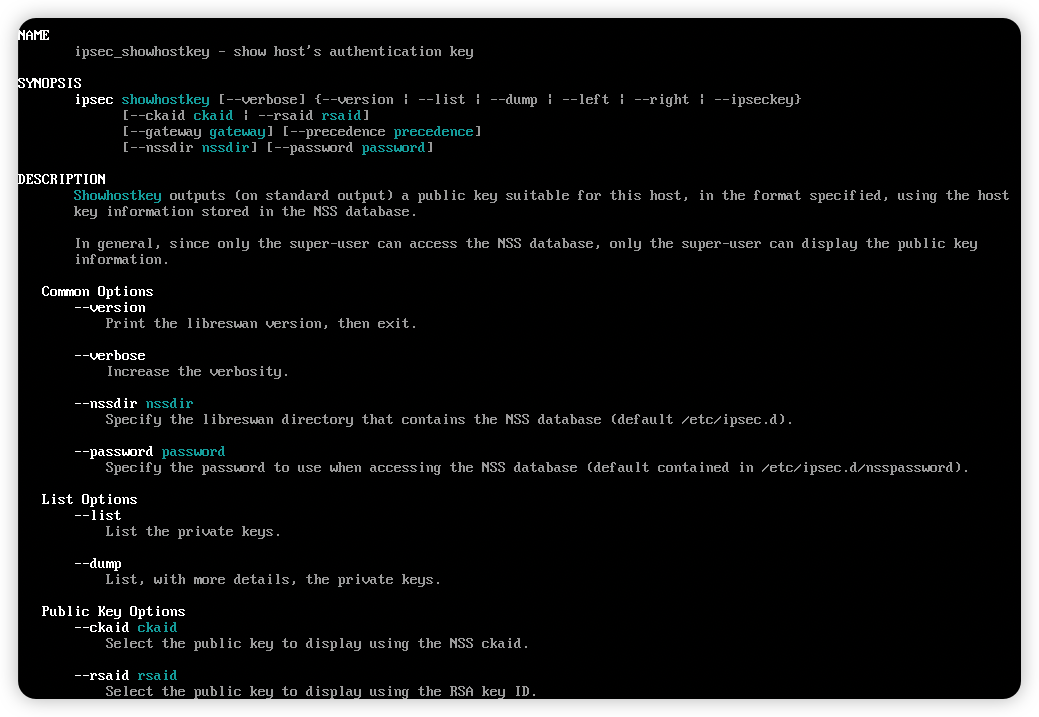 NAME
ipsec_showhostkey - show host's authentication key
SYNOPSIS
ipsec showhostkey [--verbose] {--version | --list | --dump | --left | --right | --ipseckey}
[--ckaid ckaid | --rsaid rsaid]
[--gateway gateway] [--precedence precedence]
[--nssdir nssdir] [--password password]
DESCRIPTION
Showhostkey outputs (on standard output) a public key suitable for this host, in the format specified, using the host
key information stored in the NSS database.
In general, since only the super-user can access the NSS database, only the super-user can display the public key
information.
Common Options
--version
Print the libreswan version, then exit.
--verbose
Increase the verbosity.
--nssdir nssdir
Specify the libreswan directory that contains the NSS database (default /etc/ipsec.d).
--password password
Specify the password to use when accessing the NSS database (default contained in /etc/ipsec.d/nsspassword).
List Options
--list
List the private keys.
--dump
List, with more details, the private keys.
Public Key Options
--ckaid ckaid
Select the public key to display using the NSS ckaid.
--rsaid rsaid
Select the public key to display using the RSA key ID.